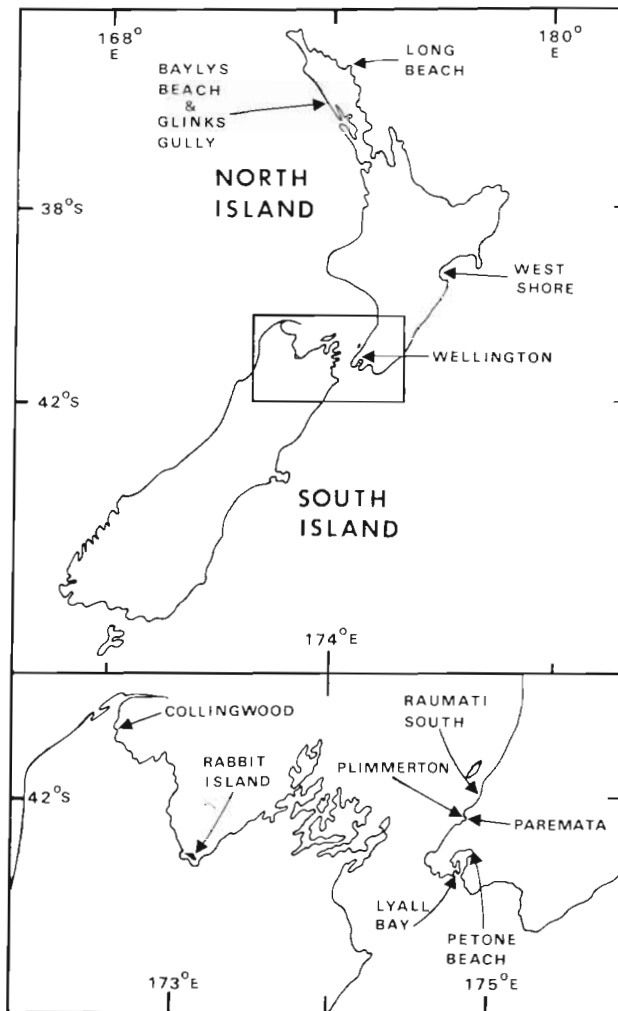 168°
E
180°
E
LONG
BEACH
BAYLYS
BEACH
&
GLINKS
GULLY
NORTH
ISLAND
38°S
WEST
SHORE
WELLINGTON
42°S
SOUTH
ISLAND
174°E
COLLINGWOOD
RAUMATI
SOUTH
RABBIT
ISLAND
PLIMMERTON
42°S
PAREMATA
LYALL
BAY
PETONE
BEACH
173°E
175°E